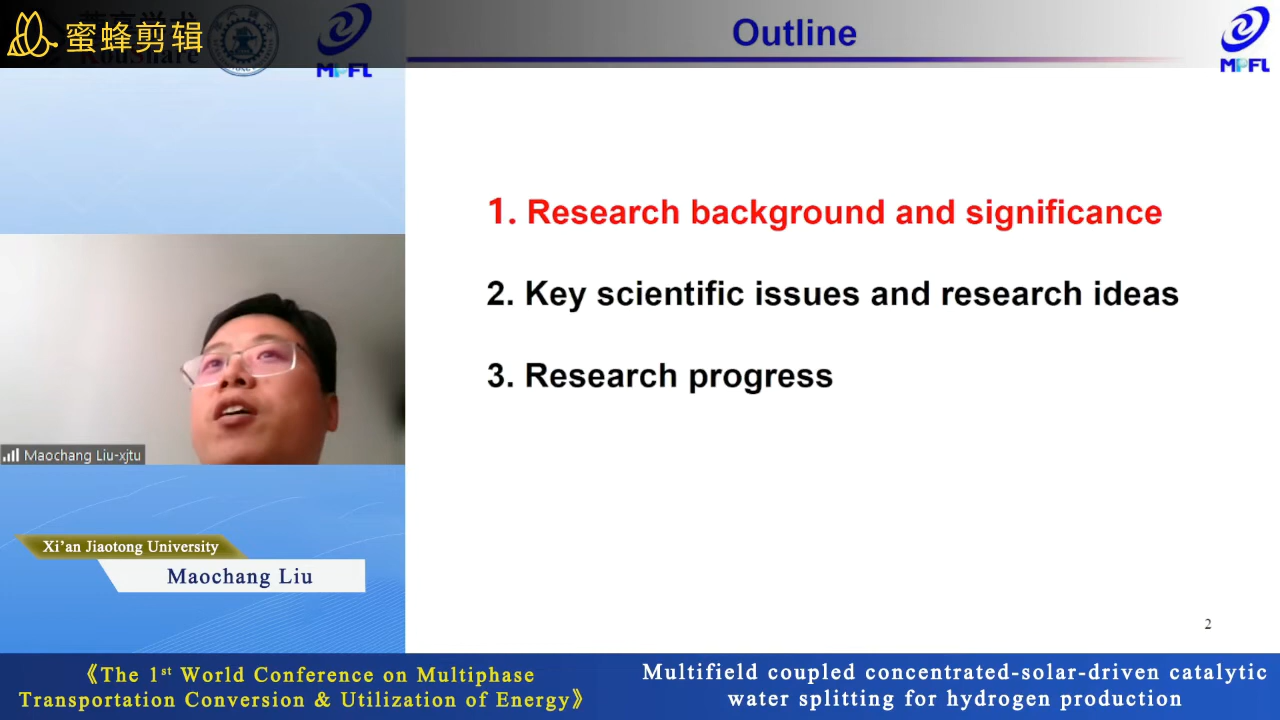 蜜蜂剪辑
KouShare
MPFL
Outline
MPFL
1. Research background and significance
2. Key scientific issues and research ideas
3. Research progress
Maochang Liu-xjtu
Xi'an Jiaotong University
Maochang Liu
2
《The 1st World Conference on Multiphase
Transportation Conversion & Utilization of Energy》
Multifield coupled concentrated-solar-driven catalytic
water splitting for hydrogen production